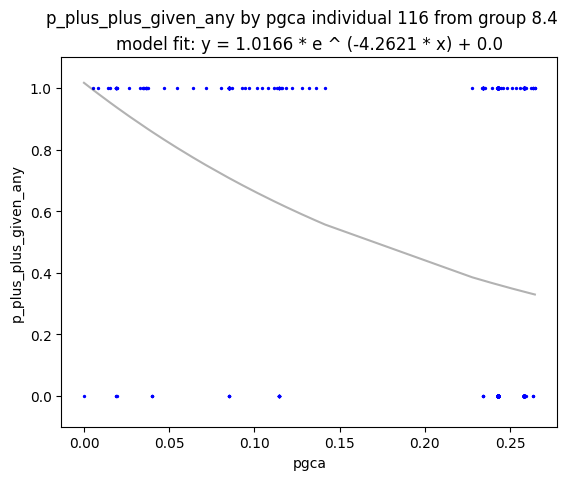 p_plus_plus_given_any by pgca individual 116 from group 8.4
model fit: y = 1.0166 * e ^ (-4.2621 * x) + 0.0
p_plus_plus_given_any
1.0
0.8
0.6
0.4
0.2
0.0
0.00 0.05 0.10 0.15 0.20 0.25
pgca